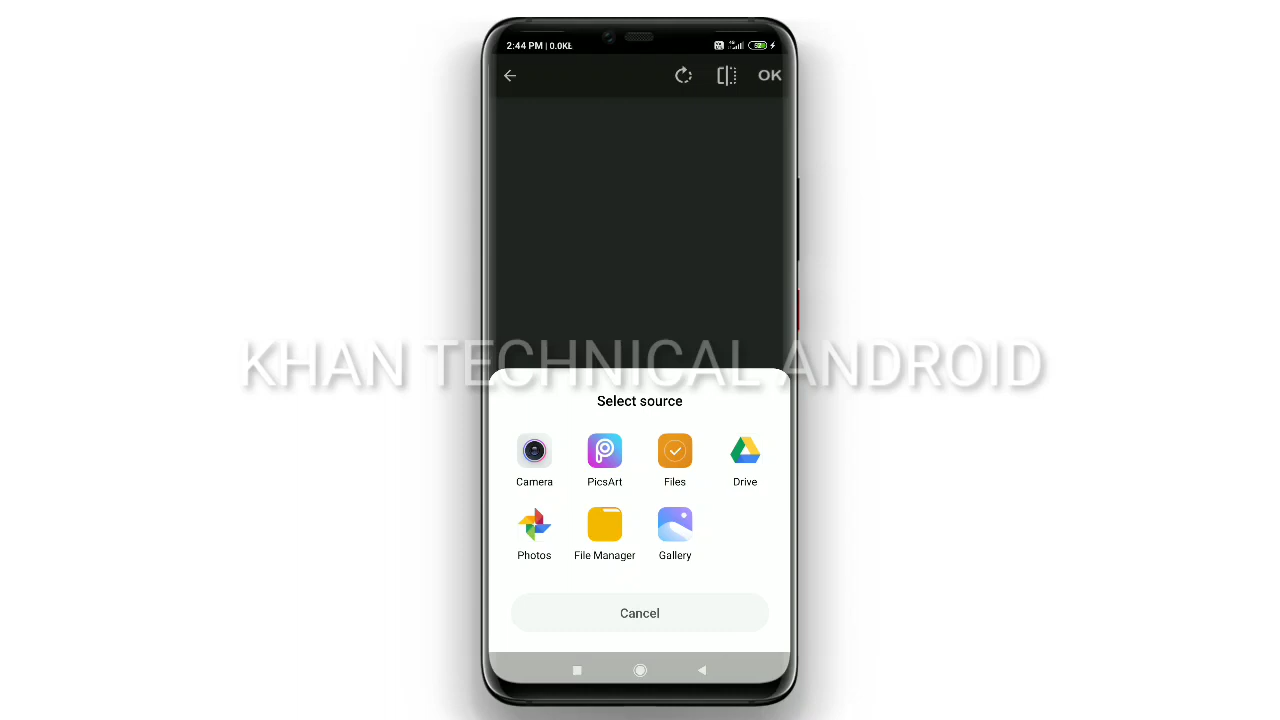 2:44 PM | 0.0KŁ
OK
KHAN TECHNICAL ANDROID
Select source
Camera
PicsArt
Files
Drive
Photos
File Manager
Gallery
Cancel